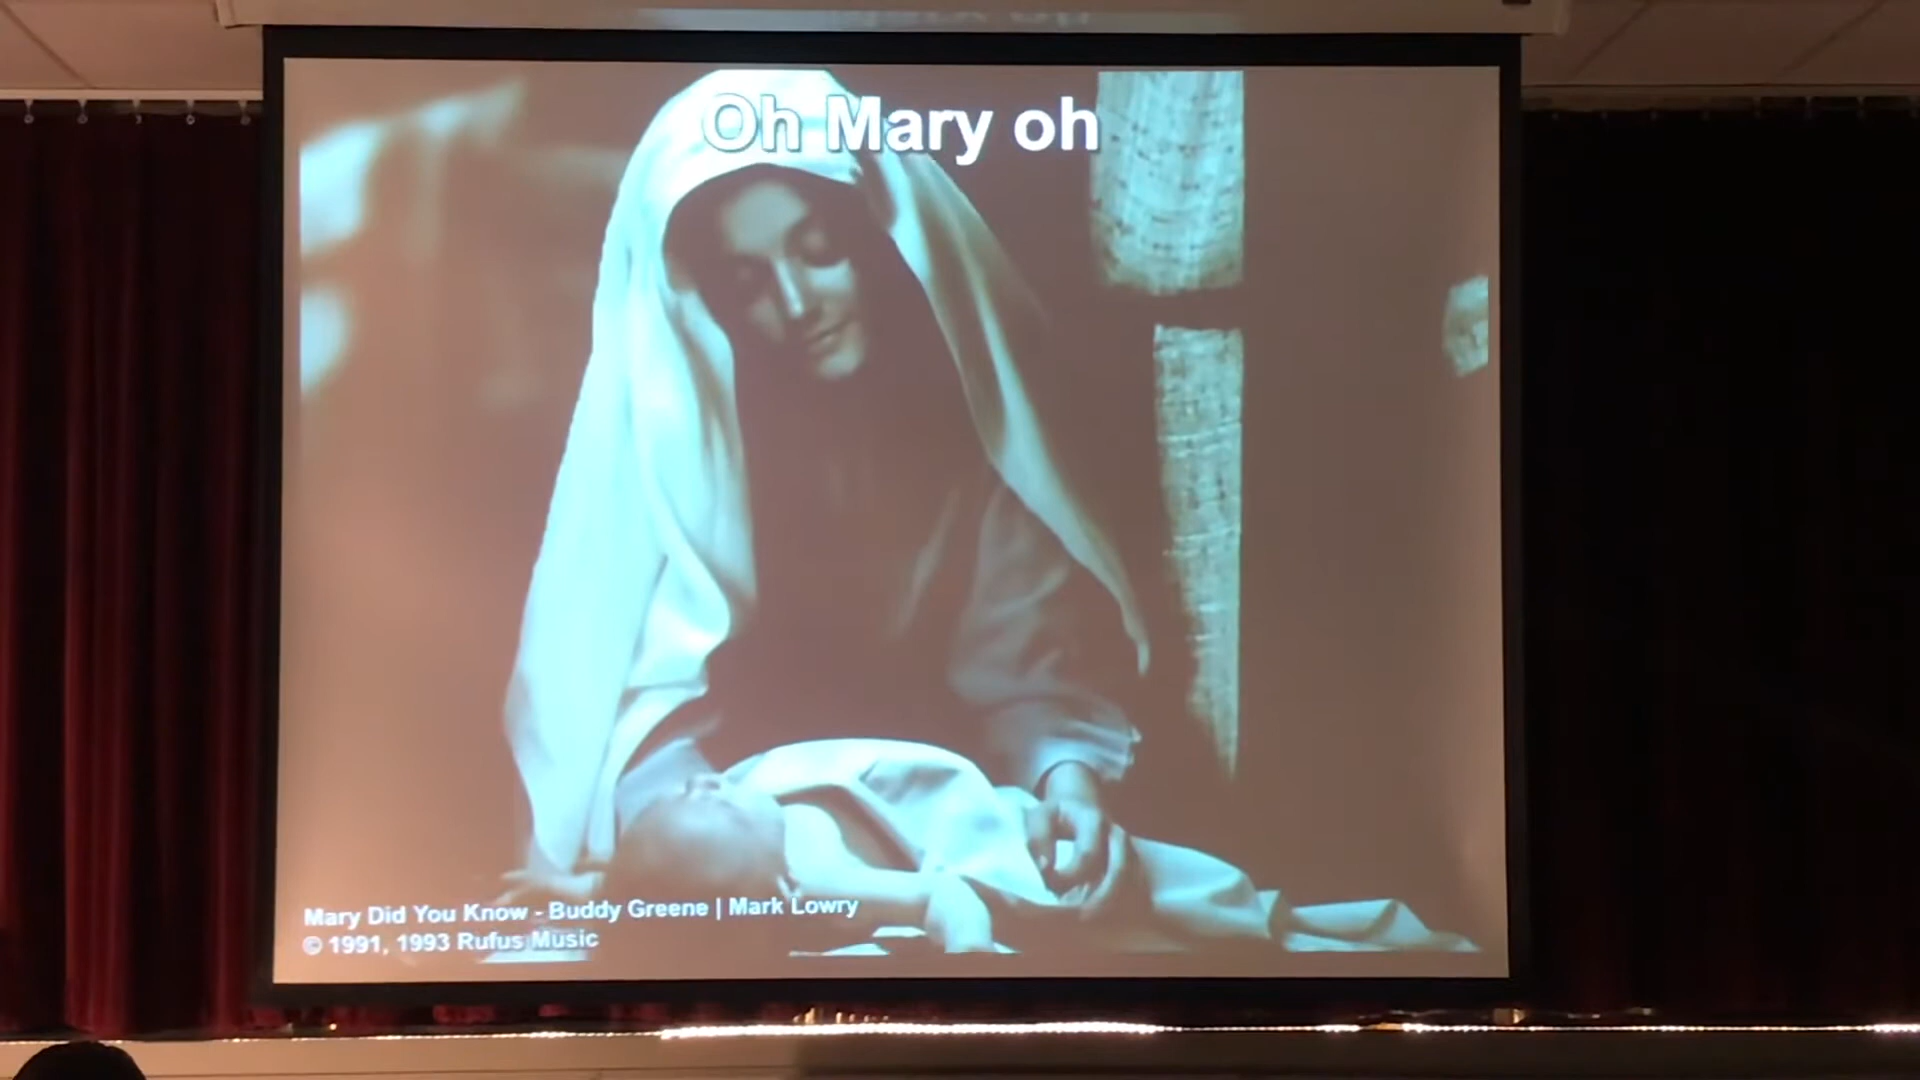 Oh Mary oh
Mary Did You Know - Buddy Greene | Mark Lowry
© 1991, 1993 Rufus Music